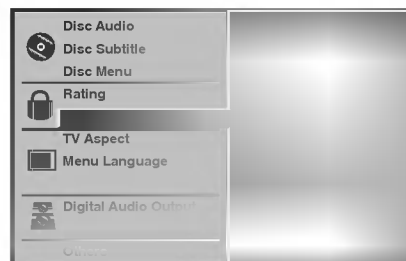 Disc Audio
Disc Subtitle
Disc Menu
Rating
TV Aspect
Menu Language
Digital Audio Output
Others